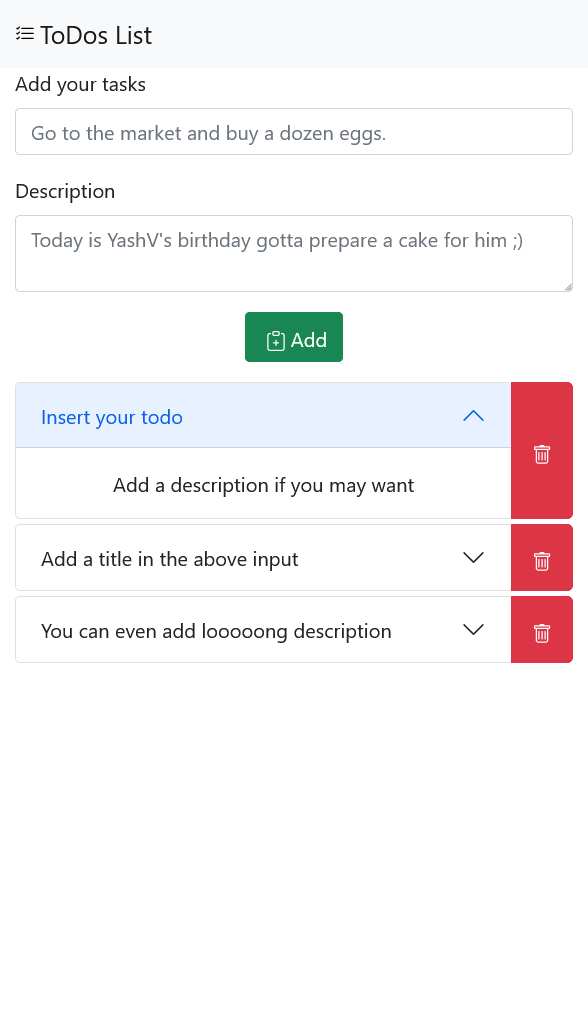 ToDos List
Add your tasks
Go to the market and buy a dozen eggs.
Description
Today is YashV's birthday gotta prepare a cake for him ;)
Add
Insert your todo
Add a description if you may want
Add a title in the above input
You can even add looooong description